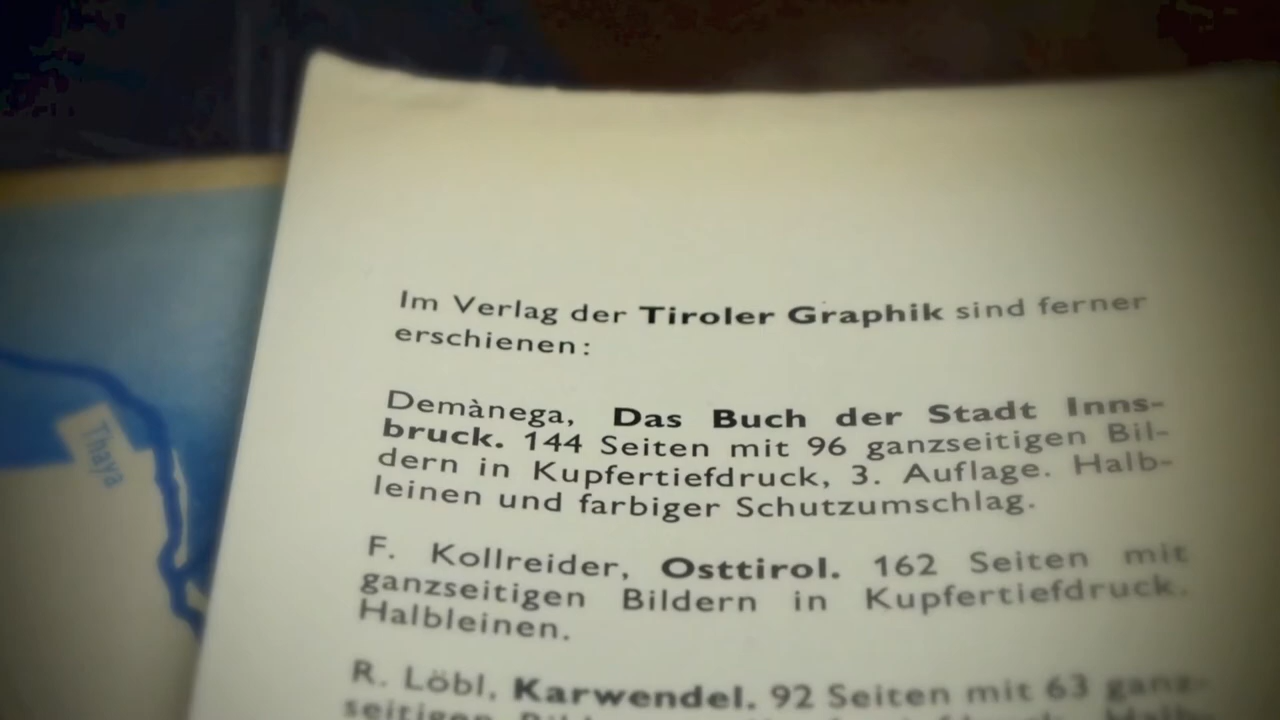 Im Verlag der Tiroler Graphik sind ferner
erschienen:
Demànega, Das Buch der Stadt Inns-
bruck. 144 Seiten mit 96 ganzseitigen Bil-
dern in Kupfertiefdruck, 3. Auflage. Halb-
leinen und farbiger Schutzumschlag.
F. Kollreider, Osttirol. 162 Seiten mit
ganzseitigen Bildern in Kupfertiefdruck.
Halbleinen.
R. Löbl, Karwendel. 92 Seiten mit 63 ganz-
seitigen
Thaya